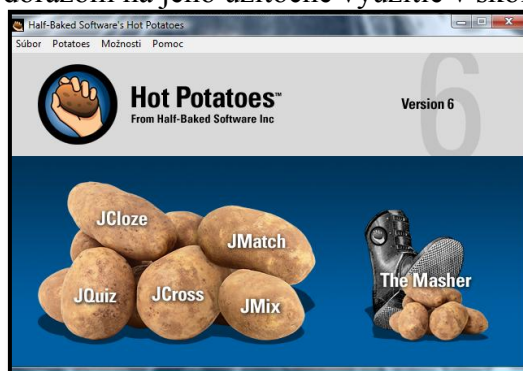 Half-Baked Software's Hot Potatoes
Súbor Potatoes Možnosti Pomoc
Hot Potatoes™
From Half-Baked Software Inc
Version 6
6
JCloze
JMatch
JQuiz
JCross
JMix
The Masher